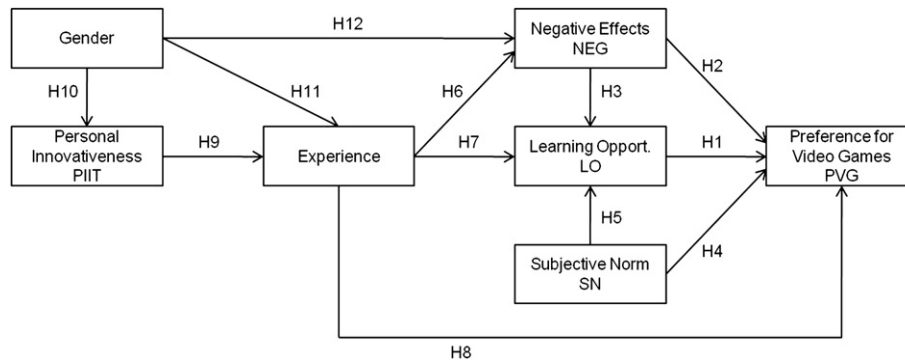 H12
Gender
Negative Effects
NEG
H2
H10
H11
H6
H3
Personal
Innovativeness
PIIT
H9
Experience
H7
Learning Opport.
LO
H1
Preference for
Video Games
PVG
H5
H4
Subjective Norm
SN
H8